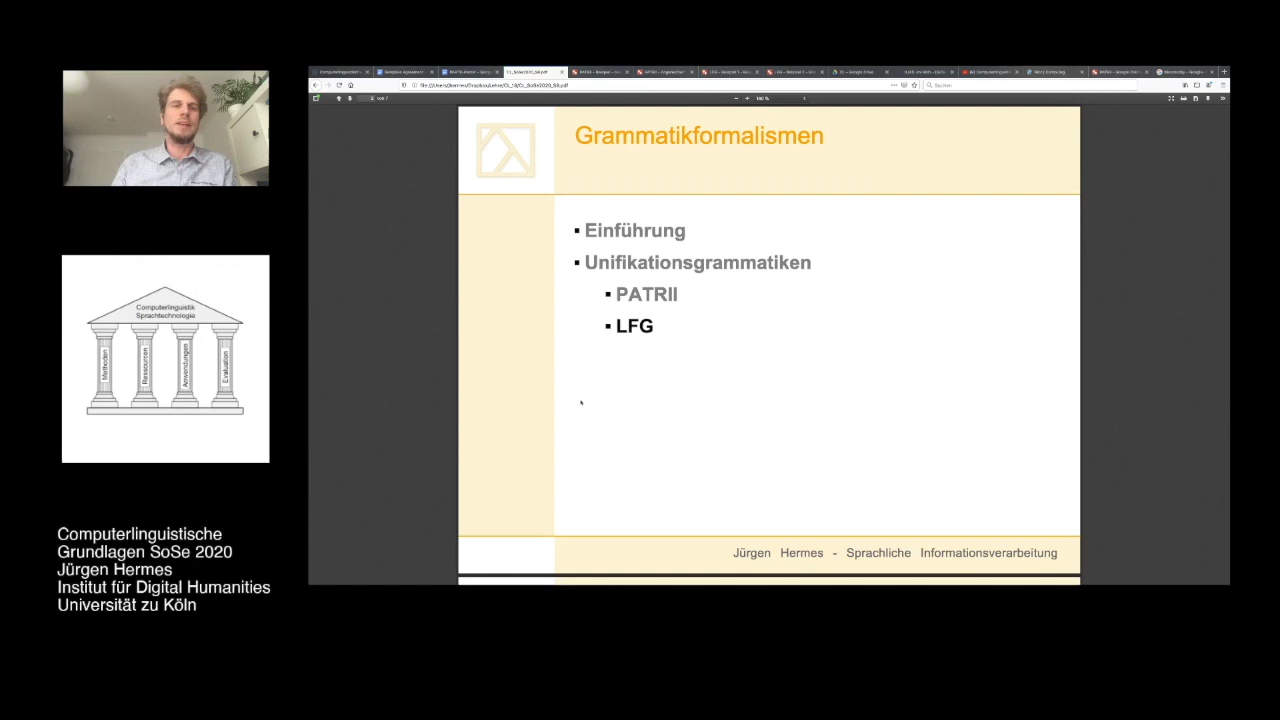 Grammatikformalismen
Einführung
Unifikationsgrammatiken
PATRII
LFG
Jürgen Hermes - Sprachliche Informationsverarbeitung
Computerlinguistik
Sprachtechnologie
Methoden
Ressourcen
Anwendungen
Evaluation
Computerlinguistische
Grundlagen SoSe 2020
Jürgen Hermes
Institut für Digital Humanities
Universität zu Köln